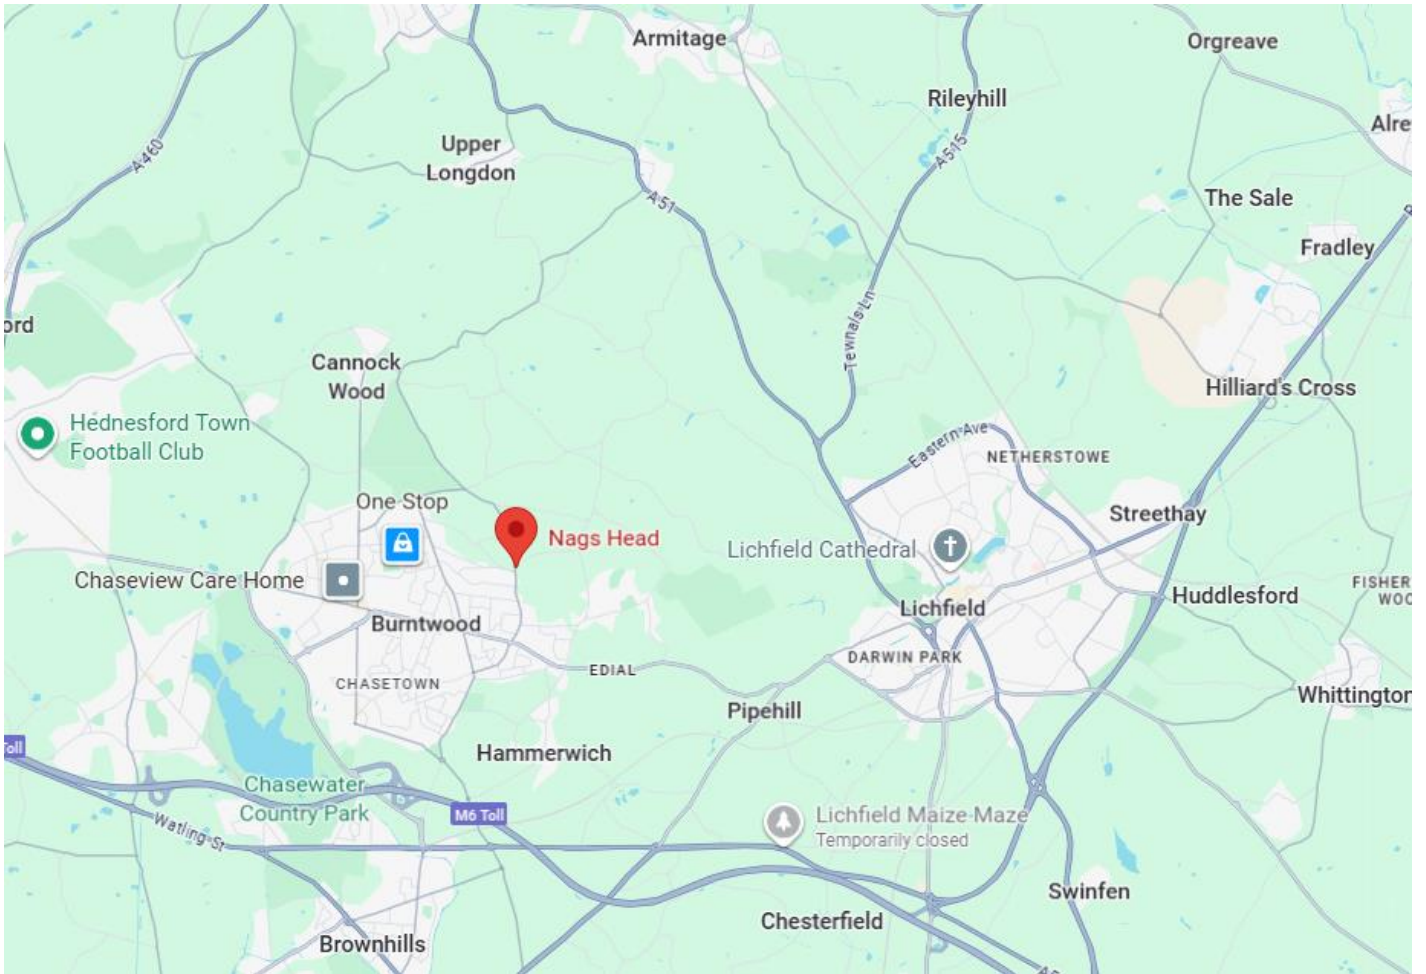 Armitage
Orgreave
Rileyhill
A 460
Upper
Longdon
A515
Alre
A 51
The Sale
Fradley
Tewnals Ln
ord
Cannock
Wood
Hilliard's Cross
Hednesford Town
Football Club
Eastern Ave
NETHERSTOWE
One Stop
Streethay
Nags Head
Lichfield Cathedral
Chaseview Care Home
FISHER
WOO
Huddlesford
Lichfield
Burntwood
DARWIN PARK
EDIAL
CHASETOWN
Whittington
Pipehill
Toll
Hammerwich
Chasewater
Country Park
M6 Toll
Lichfield Maize Maze
Temporarily closed
Watling St
Swinfen
Chesterfield
Brownhills